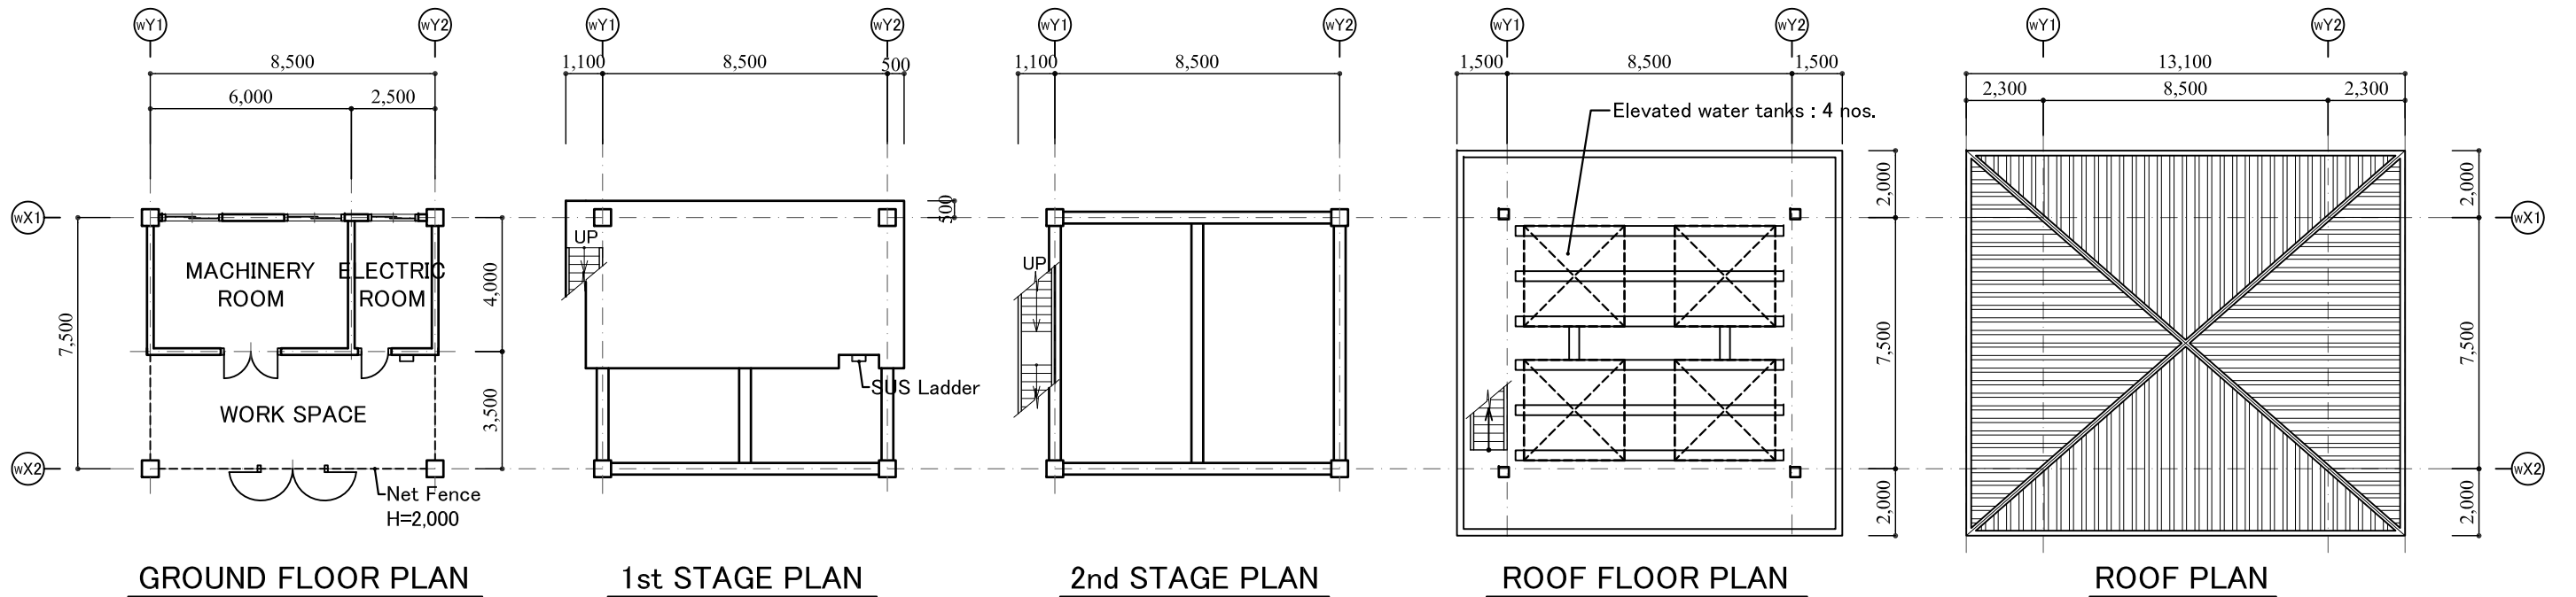 wY1 wY2 wY1 wY2 wY1 wY2 wY1 wY2 wY1 wY2
8,500 1,100 8,500 500 1,100 8,500 1,500 8,500 1,500 13,100
6,000 2,500 2,300 8,500 2,300
Elevated water tanks : 4 nos.
2,000 2,000
wX1 500 wX1
UP
MACHINERY ELECTRIC UP
ROOM ROOM
4,000
7,500 7,500 7,500
SUS Ladder
WORK SPACE 3,500
wX2 wX2
Net Fence 2,000 2,000
H=2,000
GROUND FLOOR PLAN 1st STAGE PLAN 2nd STAGE PLAN ROOF FLOOR PLAN ROOF PLAN